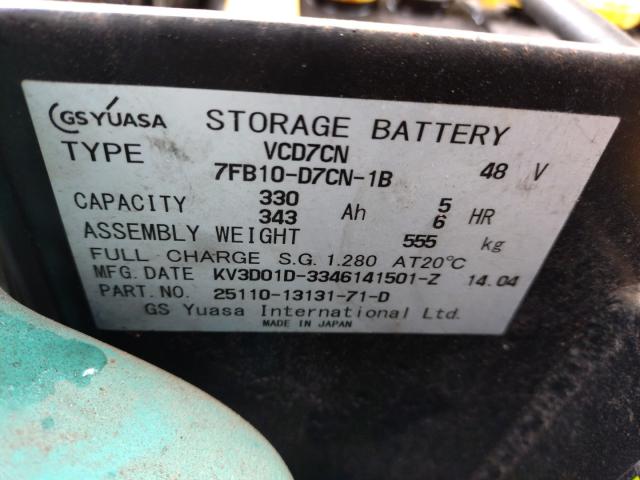 GS YUASA STORAGE BATTERY
TYPE VCD7CN
7FB10-D7CN-1B 48 V
CAPACITY 330 Ah 5 HR
343 6
ASSEMBLY WEIGHT 555 kg
FULL CHARGE S.G. 1.280 AT20℃
MFG. DATE KV3D01D-3346141501-Z 14.04
PART. NO. 25110-13131-71-D
GS Yuasa International Ltd.
MADE IN JAPAN